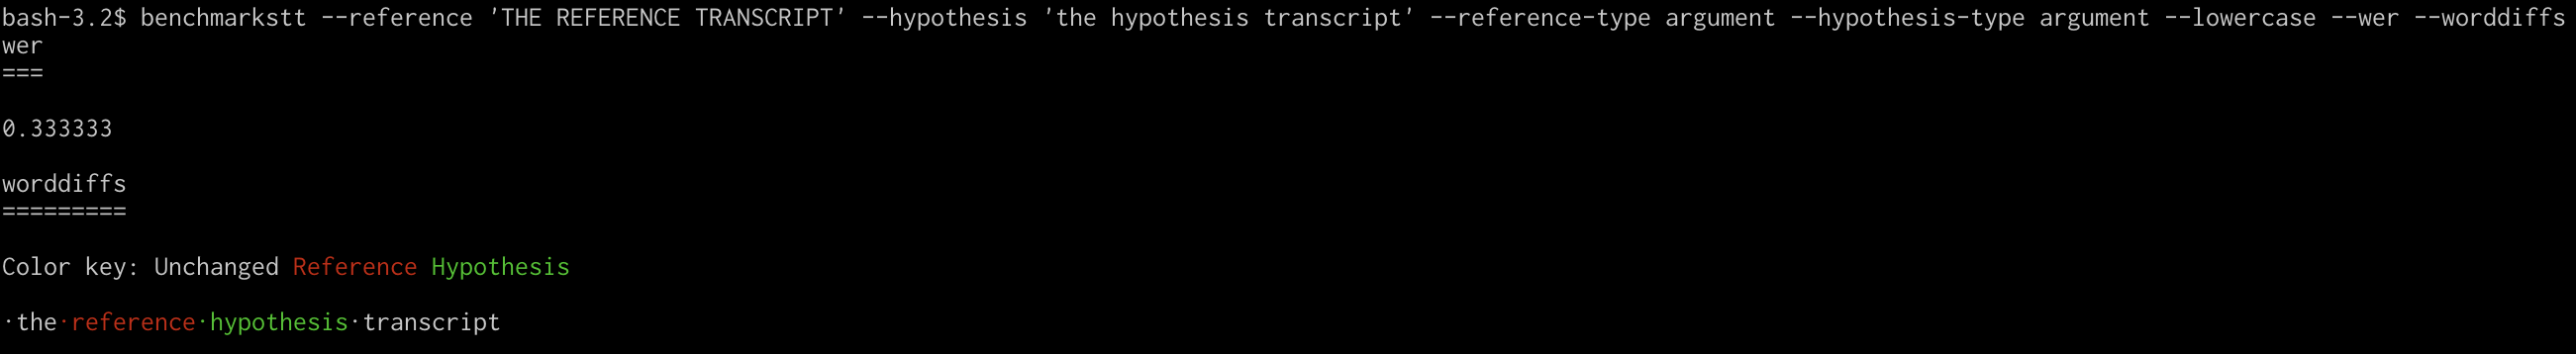 bash-3.2$ benchmarkstt --reference 'THE REFERENCE TRANSCRIPT' --hypothesis 'the hypothesis transcript' --reference-type argument --hypothesis-type argument --lowercase --wer --worddiffs
wer
===
0.333333
worddiffs
=========
Color key: Unchanged Reference Hypothesis
·the·reference·hypothesis·transcript